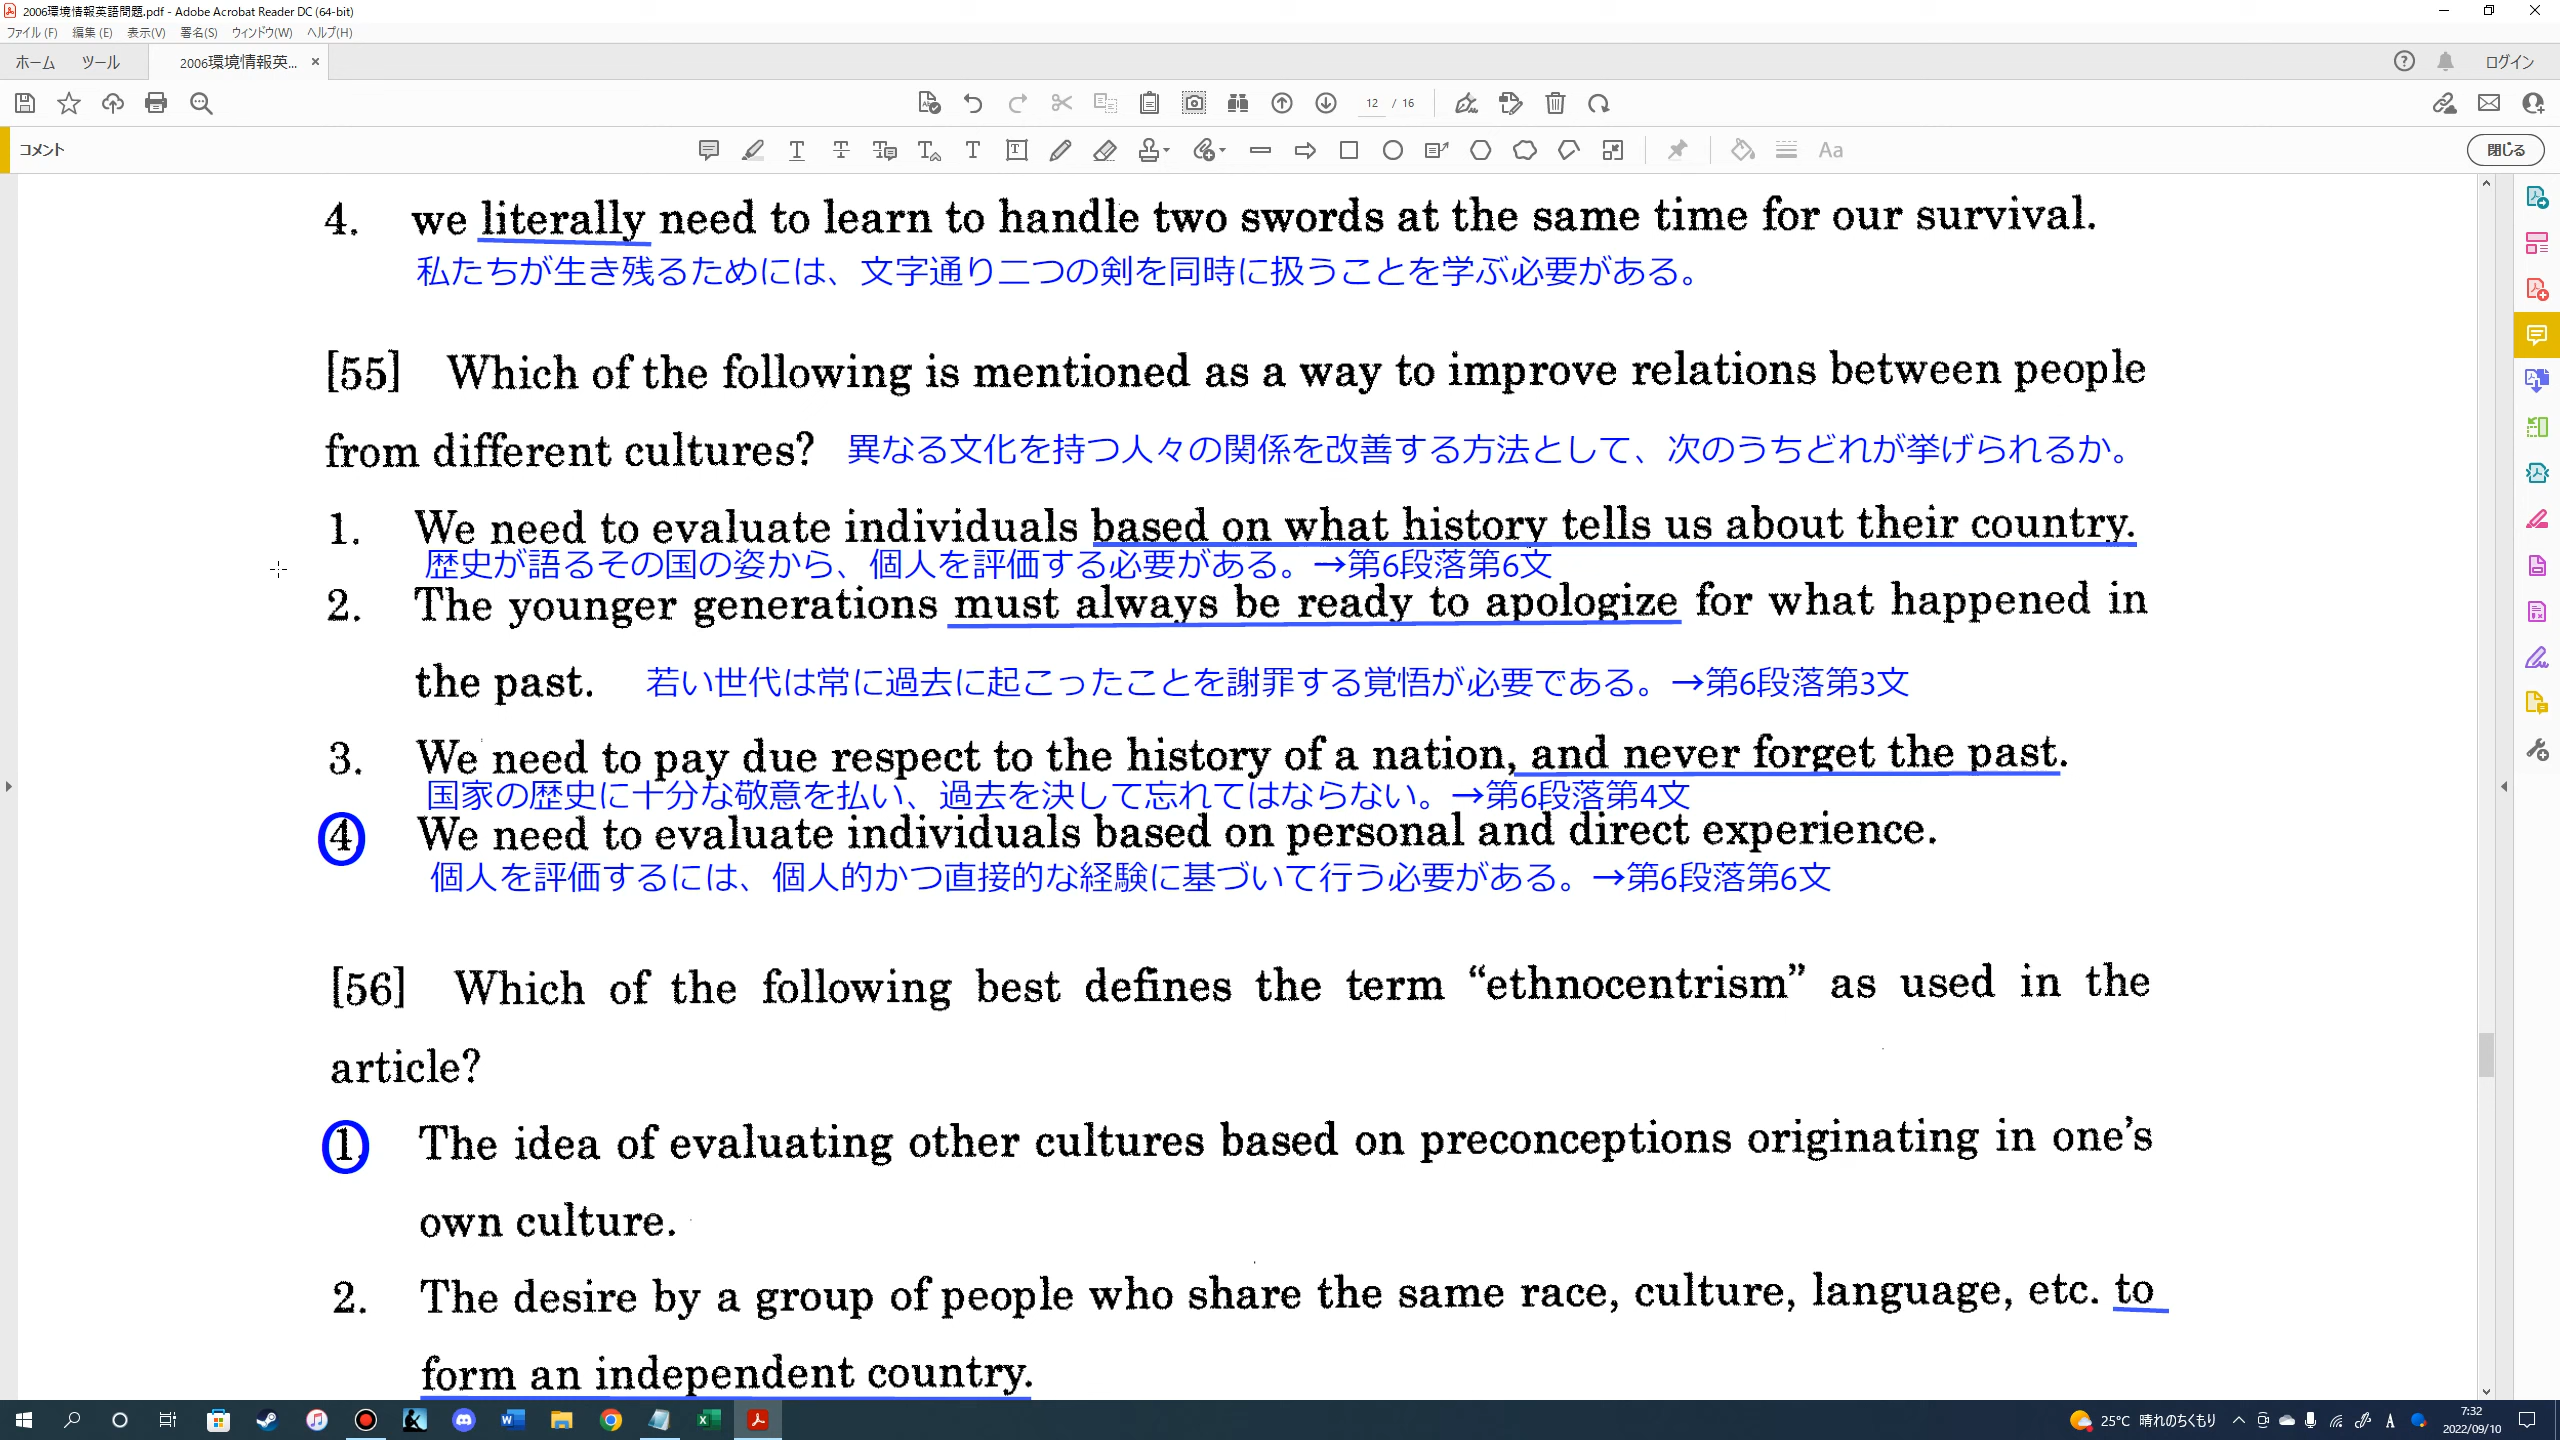 2006環境情報英語問題.pdf - Adobe Acrobat Reader DC (64-bit)
ファイル(F) 編集(E) 表示(V) 署名(S) ウィンドウ(W) ヘルプ(H)
ホーム ツール 2006環境情報英... × ログイン
12 / 16
コメント Aa 閉じる
4. we literally need to learn to handle two swords at the same time for our survival.
私たちが生き残るためには、文字通り二つの剣を同時に扱うことを学ぶ必要がある。
[55] Which of the following is mentioned as a way to improve relations between people
from different cultures? 異なる文化を持つ人々の関係を改善する方法として、次のうちどれが挙げられるか。
1. We need to evaluate individuals based on what history tells us about their country.
歴史が語るその国の姿から、個人を評価する必要がある。→第6段落第6文
2. The younger generations must always be ready to apologize for what happened in
the past. 若い世代は常に過去に起こったことを謝罪する覚悟が必要である。→第6段落第3文
3. We need to pay due respect to the history of a nation, and never forget the past.
国家の歴史に十分な敬意を払い、過去を決して忘れてはならない。→第6段落第4文
4. We need to evaluate individuals based on personal and direct experience.
個人を評価するには、個人的かつ直接的な経験に基づいて行う必要がある。→第6段落第6文
[56] Which of the following best defines the term “ethnocentrism” as used in the
article?
1. The idea of evaluating other cultures based on preconceptions originating in one's
own culture.
2. The desire by a group of people who share the same race, culture, language, etc. to
form an independent country.
25°C 晴れのちくもり A 7:32
2022/09/10